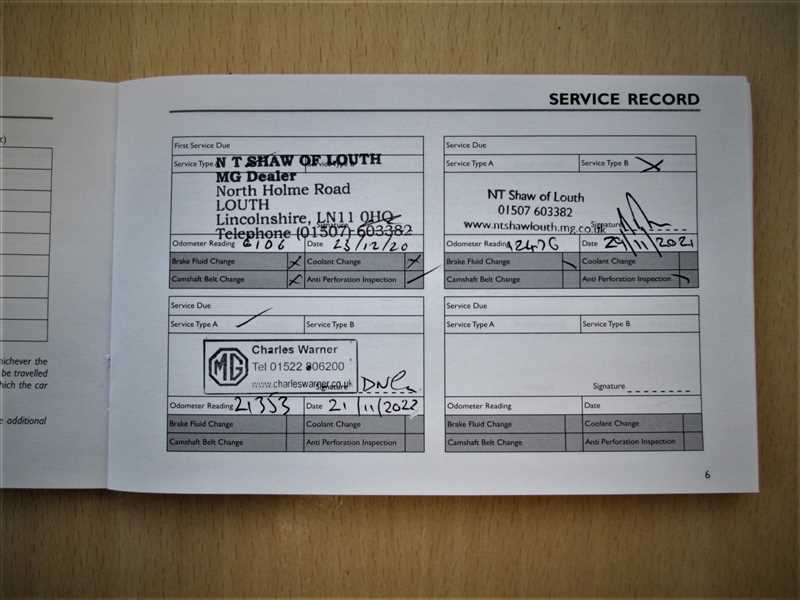 SERVICE RECORD
First Service Due
Service Type A
N T SHAW OF LOUTH
MG Dealer
North Holme Road
LOUTH
Lincolnshire, LN11 0HQ
Signature
Telephone (01507) 603382
Odometer Reading 6106 Date 23/12/20
Brake Fluid Change x Coolant Change x
Camshaft Belt Change x Anti Perforation Inspection
Service Due
Service Type A Service Type B
NT Shaw of Louth
01507 603382
Signature
www.ntshawlouth.mg.co.uk
Odometer Reading 12476 Date 29/11/2021
Brake Fluid Change Coolant Change
Camshaft Belt Change Anti Perforation Inspection
Service Due
Service Type A Service Type B
MG Charles Warner
Tel 01522 806200
www.charleswarner.co.uk
Signature
Odometer Reading 21353 Date 21/11/2022
Brake Fluid Change Coolant Change
Camshaft Belt Change Anti Perforation Inspection
Service Due
Service Type A Service Type B
Signature
Odometer Reading Date
Brake Fluid Change Coolant Change
Camshaft Belt Change Anti Perforation Inspection
hichever the
be travelled
hich the car
additional
6